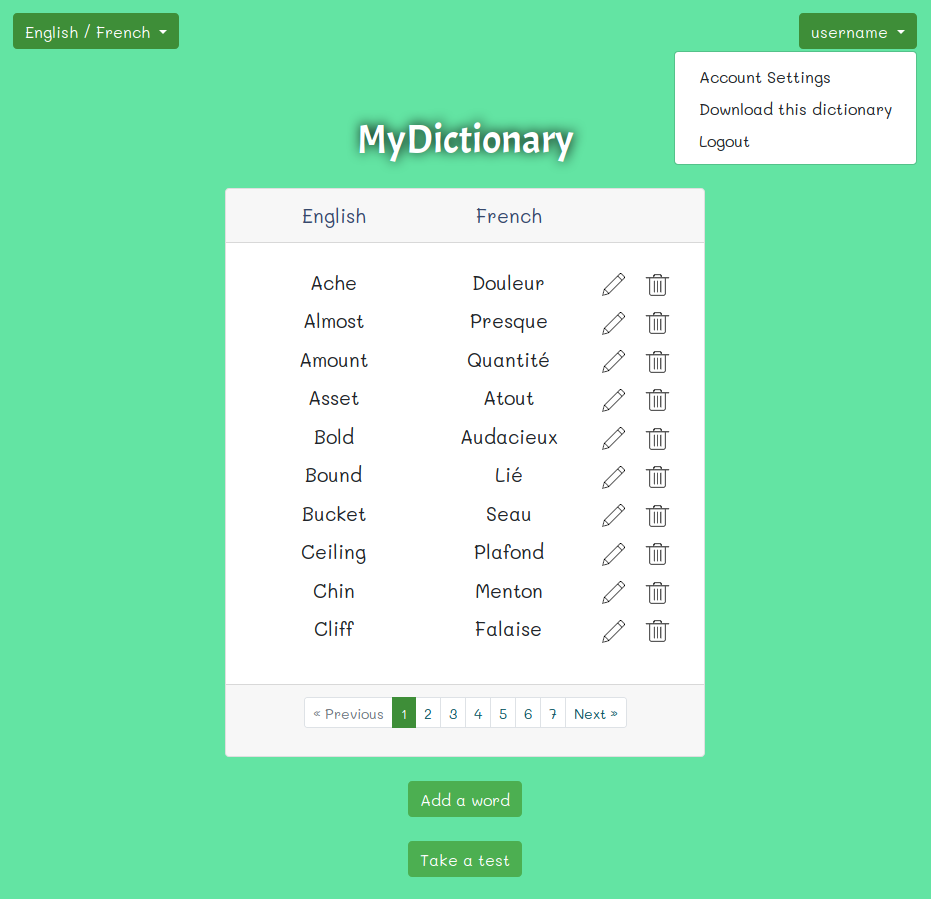 English / French
username
Account Settings
Download this dictionary
Logout
MyDictionary
English French
Ache Douleur
Almost Presque
Amount Quantité
Asset Atout
Bold Audacieux
Bound Lié
Bucket Seau
Ceiling Plafond
Chin Menton
Cliff Falaise
« Previous 1 2 3 4 5 6 7 Next »
Add a word
Take a test